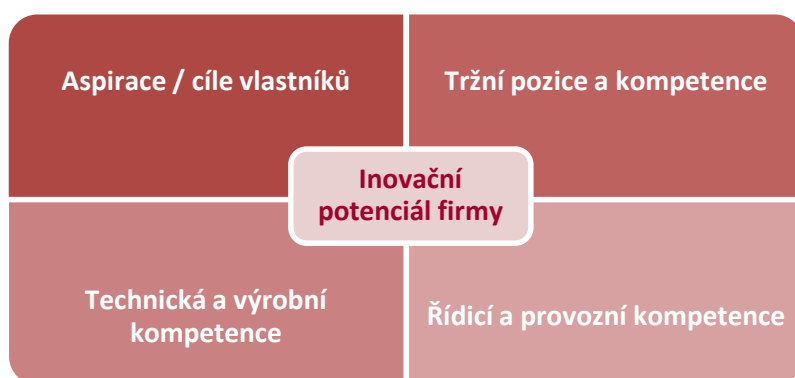 Aspirace / cíle vlastníků
Tržní pozice a kompetence
Inovační
potenciál firmy
Technická a výrobní
kompetence
Řídicí a provozní kompetence